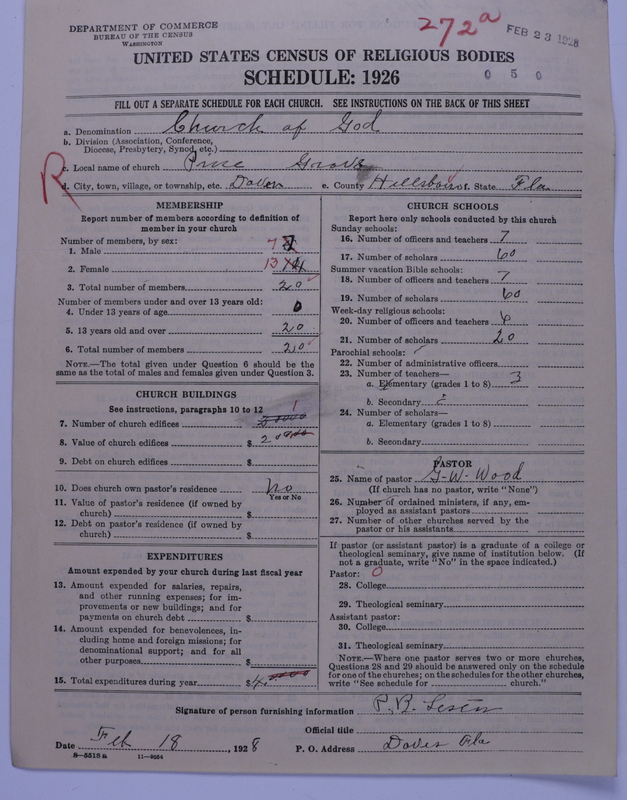 DEPARTMENT OF COMMERCE
BUREAU OF THE CENSUS
WASHINGTON
272a
FEB 23 1928
UNITED STATES CENSUS OF RELIGIOUS BODIES
SCHEDULE: 1926
0 5 0
FILL OUT A SEPARATE SCHEDULE FOR EACH CHURCH. SEE INSTRUCTIONS ON THE BACK OF THIS SHEET
a. Denomination Church of God
b. Division (Association, Conference,
Diocese, Presbytery, Synod, etc.)
R
c. Local name of church Pine Grove
d. City, town, village, or township, etc. Dover e. County Hillsboro f. State Fla
MEMBERSHIP
Report number of members according to definition of
member in your church
Number of members, by sex:
1. Male 7
2. Female 13 14
3. Total number of members 20
Number of members under and over 13 years old:
4. Under 13 years of age 0
5. 13 years old and over 20
6. Total number of members 20
NOTE.—The total given under Question 6 should be
same as the total of males and females given under Question 3.
CHURCH BUILDINGS
See instructions, paragraphs 10 to 12
7. Number of church edifices 1
8. Value of church edifices $
9. Debt on church edifices $
10. Does church own pastor's residence No
Yes or No
11. Value of pastor's residence (if owned by
church) $
12. Debt on pastor's residence (if owned by
church) $
EXPENDITURES
Amount expended by your church during last fiscal year
13. Amount expended for salaries, repairs,
and other running expenses; for im-
provements or new buildings; and for
payments on church debt $
14. Amount expended for benevolences, in-
cluding home and foreign missions; for
denominational support; and for all
other purposes $
15. Total expenditures during year $
CHURCH SCHOOLS
Report here only schools conducted by this church
Sunday schools:
16. Number of officers and teachers 7
17. Number of scholars 60
Summer vacation Bible schools:
18. Number of officers and teachers 7
19. Number of scholars 60
Week-day religious schools:
20. Number of officers and teachers
21. Number of scholars 20
Parochial schools:
22. Number of administrative officers
23. Number of teachers—
a. Elementary (grades 1 to 8) 3
b. Secondary
24. Number of scholars—
a. Elementary (grades 1 to 8)
b. Secondary
PASTOR
25. Name of pastor G-W-Wood
(If church has no pastor, write "None")
26. Number of ordained ministers, if any, em-
ployed as assistant pastors
27. Number of other churches served by the
pastor or his assistants
If pastor (or assistant pastor) is a graduate of a college or
theological seminary, give name of institution below. (If
not a graduate, write "No" in the space indicated.)
Pastor: 0
28. College
29. Theological seminary
Assistant pastor:
30. College
31. Theological seminary
NOTE.—Where one pastor serves two or more churches,
Questions 28 and 29 should be answered only on the schedule
for one of the churches; on the schedules for the other churches,
write "See schedule for church."
Signature of person furnishing information P. B.
Official title
Date Feb 18, 1928 P. O. Address Dover Fla
8—5518 a 11—9054